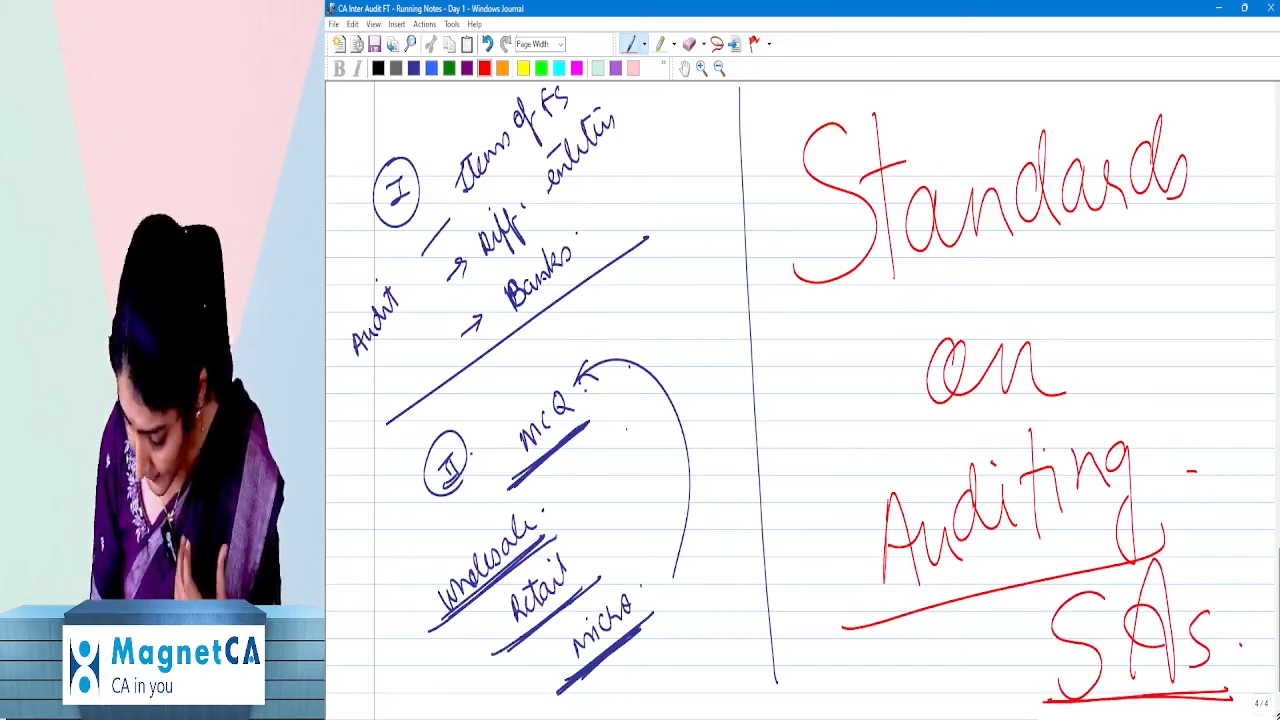 CA Inter Audit FT - Running Notes - Day 1 - Windows Journal
File Edit View Insert Actions Tools Help
Page Width
B I
I
Items of FS
Audit
→ Diff. entities
→ Banks.
II MCQ
Wholesale.
Retail
Micro
Standards
on
Auditing -
SAs.
MagnetCA
CA in you
4 / 4